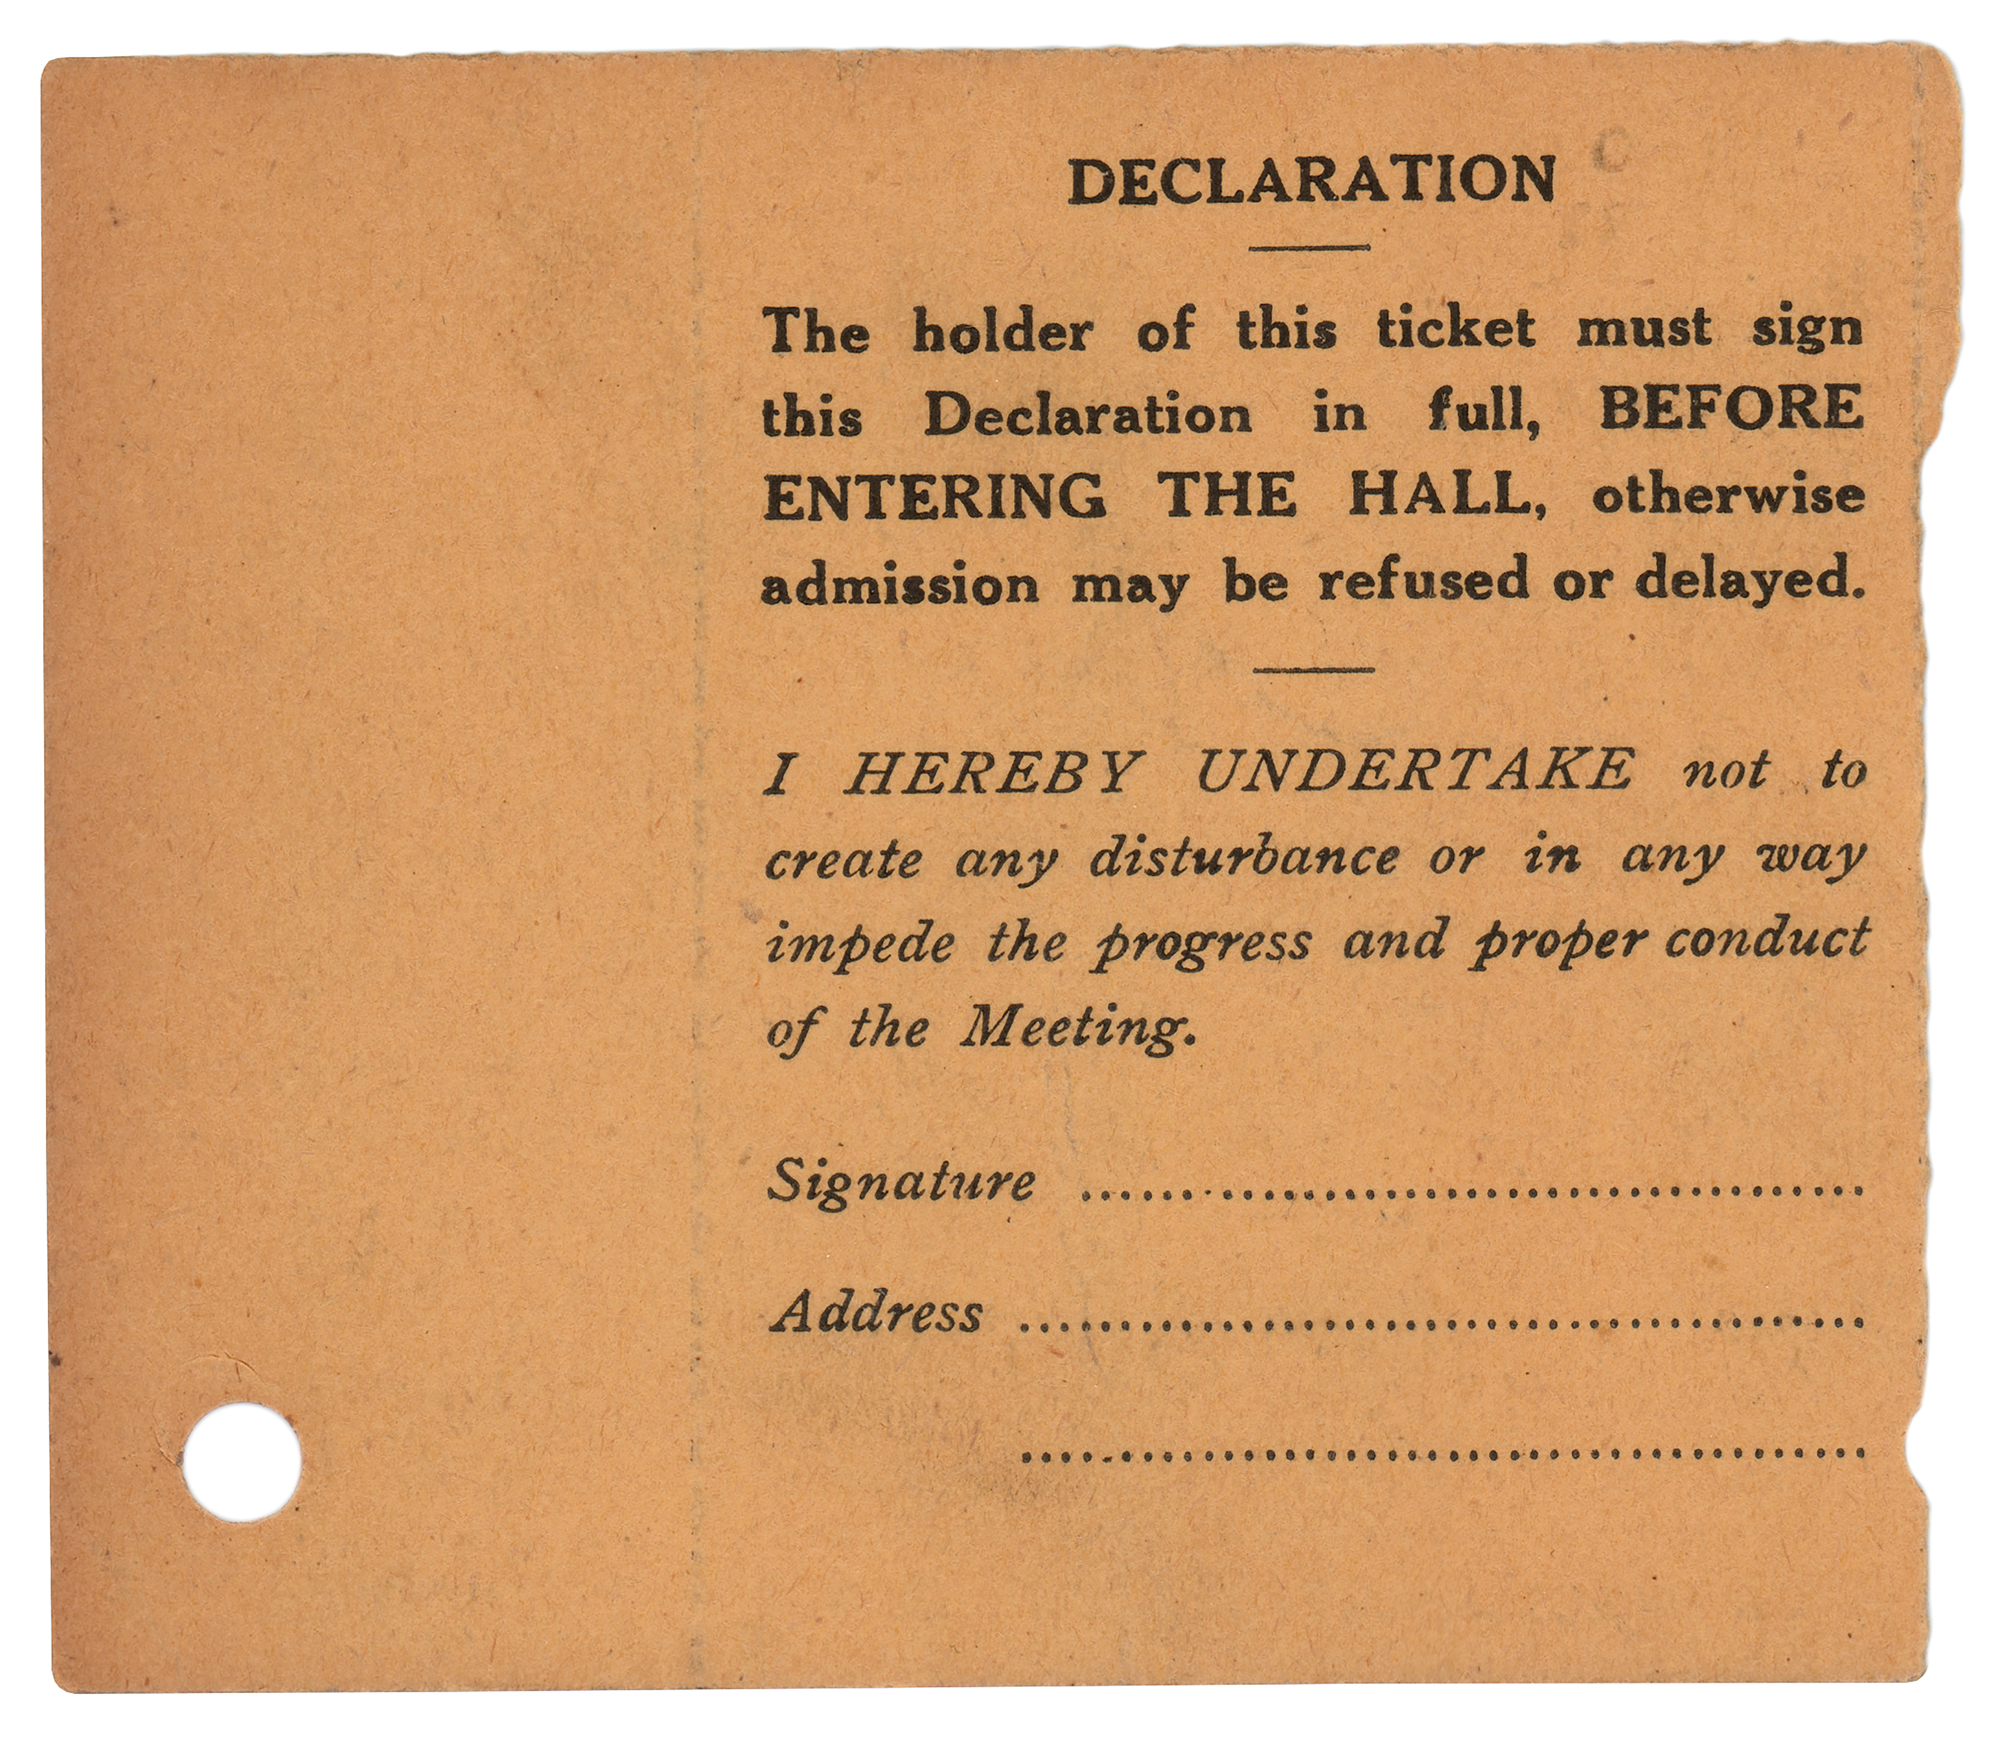 DECLARATION
The holder of this ticket must sign
this Declaration in full, BEFORE
ENTERING THE HALL, otherwise
admission may be refused or delayed.
I HEREBY UNDERTAKE not to
create any disturbance or in any way
impede the progress and proper conduct
of the Meeting.
Signature ........................................
Address ...........................................
...........................................